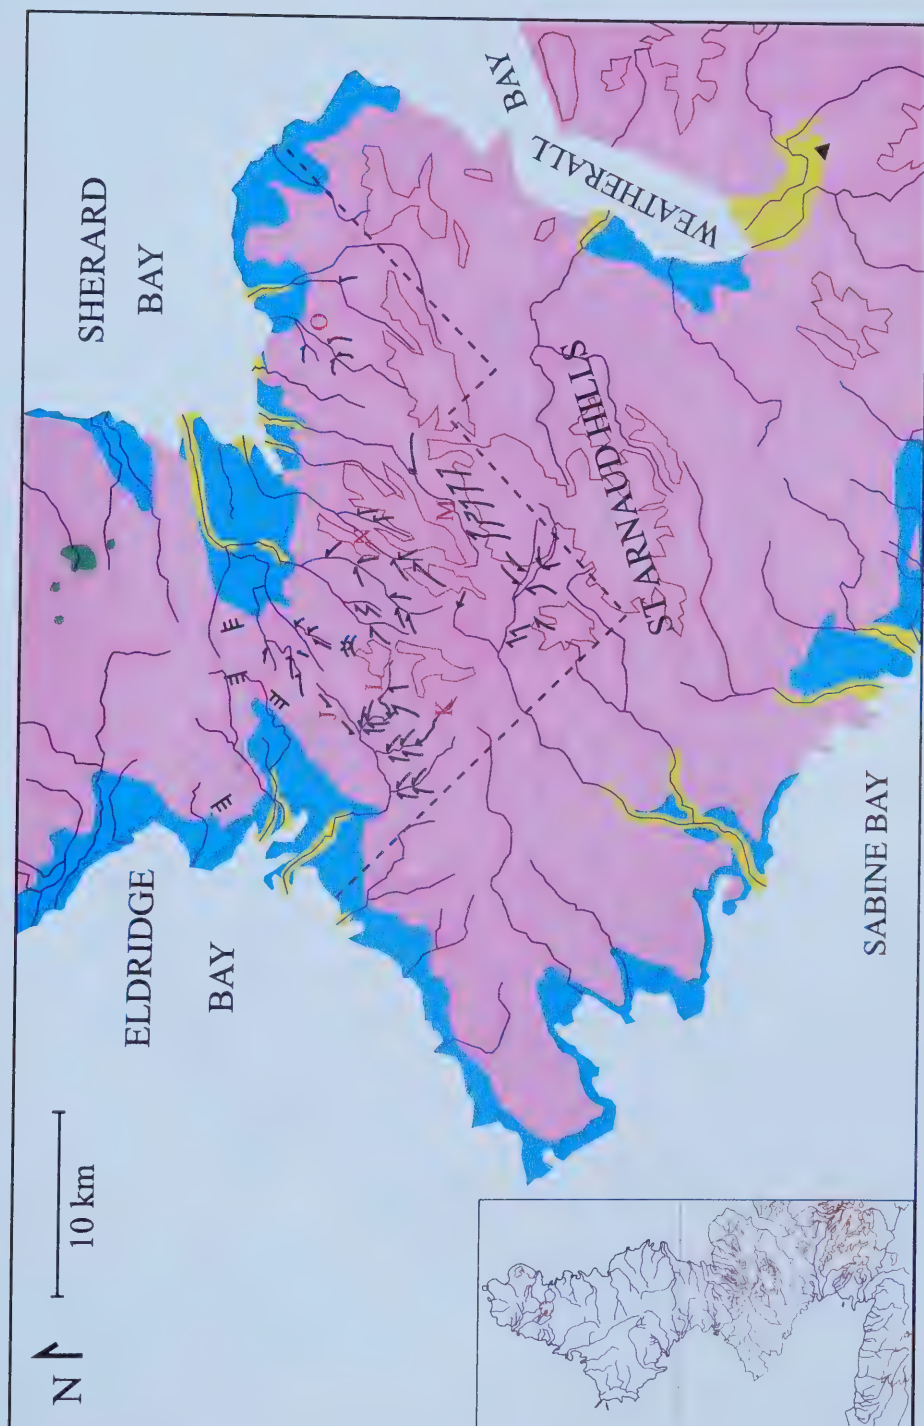 SHERARD
BAY
WEATHERALL
BAY
ELDRIDGE
BAY
ST. ARNAUD HILLS
SABINE BAY
O
X
M
L
J
K
10 km
N